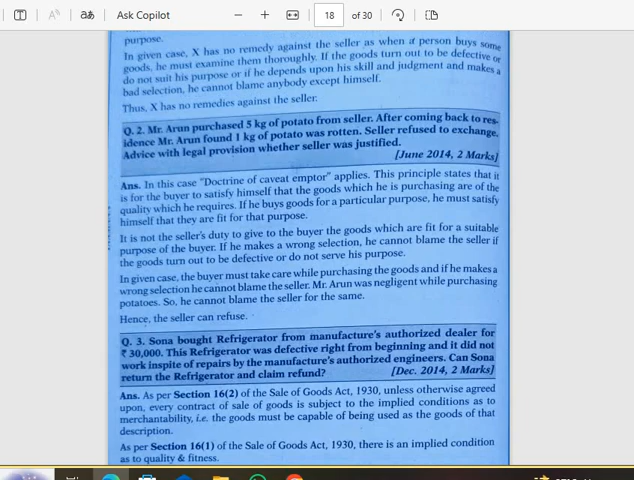 Ask Copilot
18 of 30
purpose.
In given case, X has no remedy against the seller as when a person buys some
goods, he must examine them thoroughly. If the goods turn out to be defective or
do not suit his purpose or if he depends upon his skill and judgment and makes a
bad selection, he cannot blame anybody except himself.
Thus, X has no remedies against the seller.
Q. 2. Mr. Arun purchased 5 kg of potato from seller. After coming back to res-
idence Mr. Arun found 1 kg of potato was rotten. Seller refused to exchange.
Advice with legal provision whether seller was justified.
[June 2014, 2 Marks]
Ans. In this case "Doctrine of caveat emptor" applies. This principle states that it
is for the buyer to satisfy himself that the goods which he is purchasing are of the
quality which he requires. If he buys goods for a particular purpose, he must satisfy
himself that they are fit for that purpose.
It is not the seller's duty to give to the buyer the goods which are fit for a suitable
purpose of the buyer. If he makes a wrong selection, he cannot blame the seller if
the goods turn out to be defective or do not serve his purpose.
In given case, the buyer must take care while purchasing the goods and if he makes a
wrong selection he cannot blame the seller. Mr. Arun was negligent while purchasing
potatoes. So, he cannot blame the seller for the same.
Hence, the seller can refuse.
Q. 3. Sona bought Refrigerator from manufacture's authorized dealer for
₹ 30,000. This Refrigerator was defective right from beginning and it did not
work inspite of repairs by the manufacture's authorized engineers. Can Sona
return the Refrigerator and claim refund? [Dec. 2014, 2 Marks]
Ans. As per Section 16(2) of the Sale of Goods Act, 1930, unless otherwise agreed
upon, every contract of sale of goods is subject to the implied conditions as to
merchantability, i.e. the goods must be capable of being used as the goods of that
description.
As per Section 16(1) of the Sale of Goods Act, 1930, there is an implied condition
as to quality & fitness.